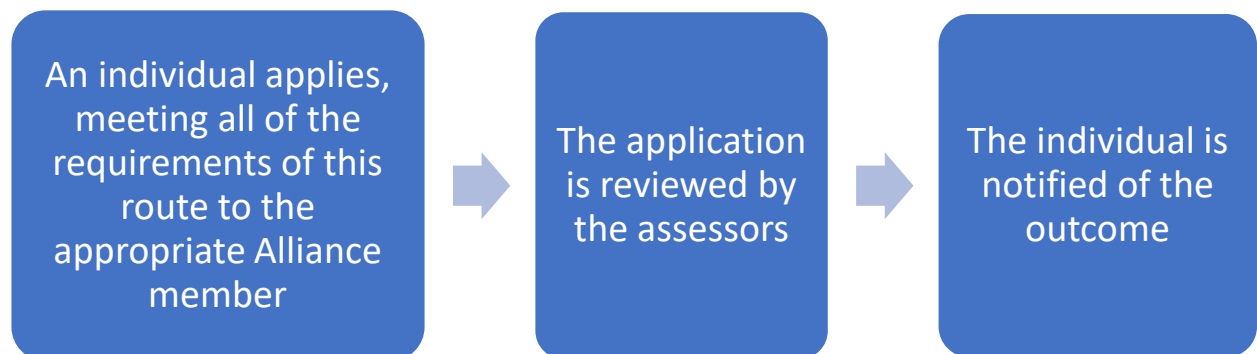 An individual applies,
meeting all of the
requirements of this
route to the
appropriate Alliance
member
The application
is reviewed by
the assessors
The individual is
notified of the
outcome